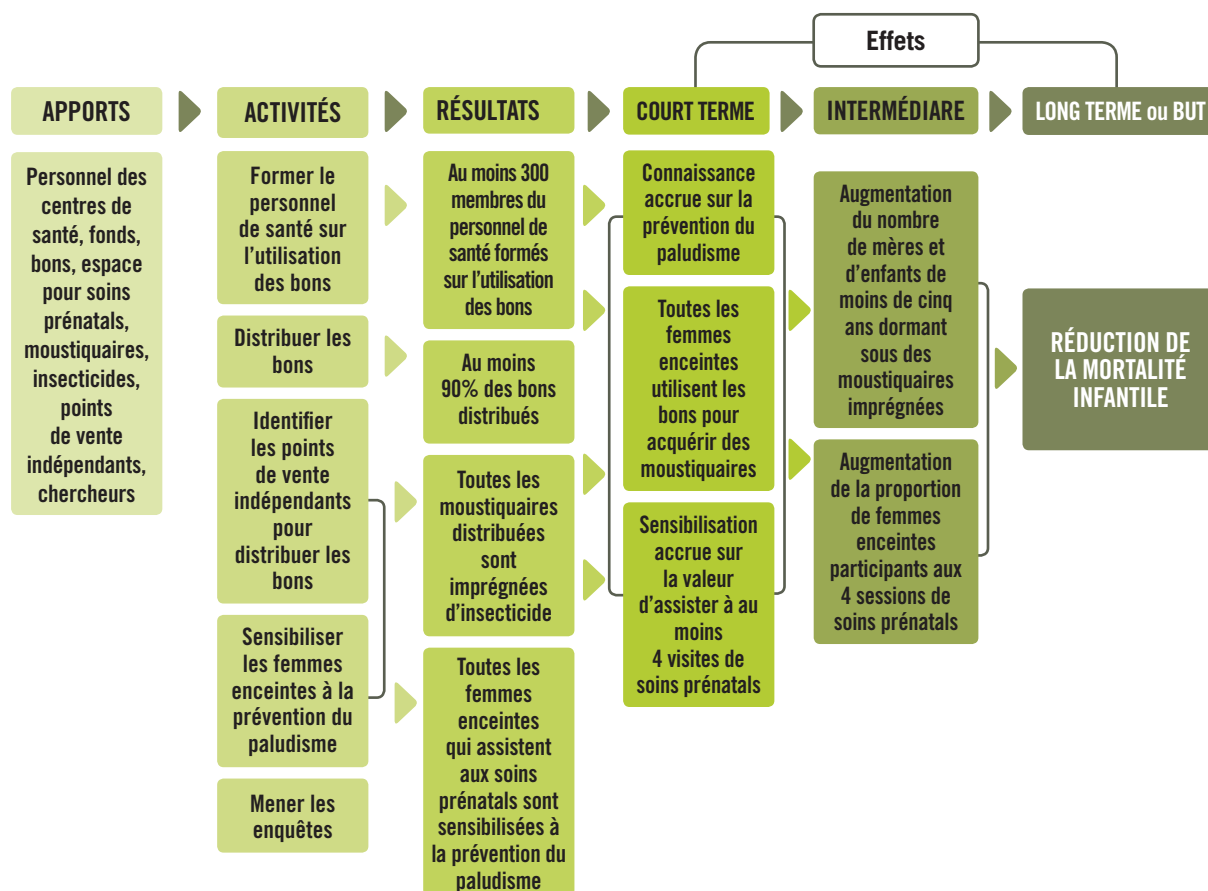 Effets
APPORTS
ACTIVITÉS
RÉSULTATS
COURT TERME
INTERMÉDIARE
LONG TERME ou BUT
Personnel des
centres de
santé, fonds,
bons, espace
pour soins
prénatals,
moustiquaires,
insecticides,
points
de vente
indépendants,
chercheurs
Former le
personnel
de santé sur
l’utilisation
des bons
Distribuer les
bons
Identifier
les points
de vente
indépendants
pour
distribuer les
bons
Sensibiliser
les femmes
enceintes à la
prévention du
paludisme
Mener les
enquêtes
Au moins 300
membres du
personnel de
santé formés
sur l’utilisation
des bons
Au moins
90% des bons
distribués
Toutes les
moustiquaires
distribuées
sont
imprégnées
d’insecticide
Toutes les
femmes
enceintes
qui assistent
aux soins
prénatals sont
sensibilisées à
la prévention du
paludisme
Connaissance
accrue sur la
prévention du
paludisme
Toutes les
femmes
enceintes
utilisent les
bons pour
acquérir des
moustiquaires
Sensibilisation
accrue sur
la valeur
d’assister à au
moins
4 visites de
soins prénatals
Augmentation
du nombre
de mères et
d’enfants de
moins de cinq
ans dormant
sous des
moustiquaires
imprégnées
Augmentation
de la proportion
de femmes
enceintes
participants aux
4 sessions de
soins prénatals
RÉDUCTION DE
LA MORTALITÉ
INFANTILE